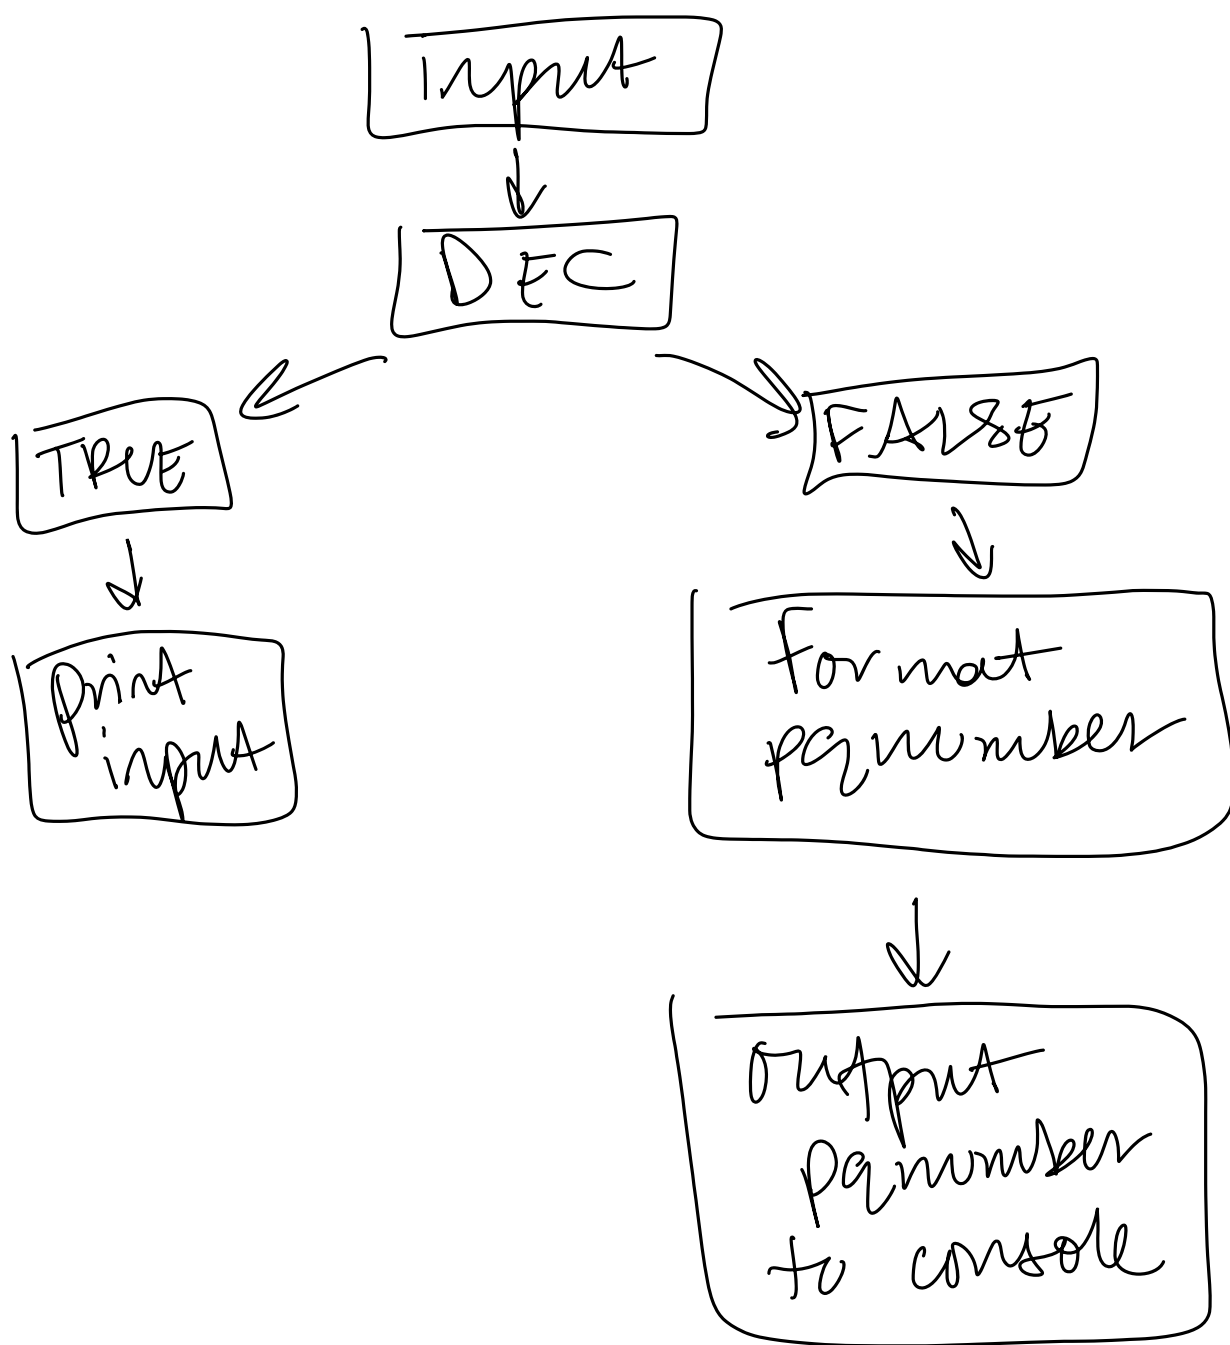 input
DEC
TRUE
FALSE
print
input
format
pqnumber
output
pqnumber
to console